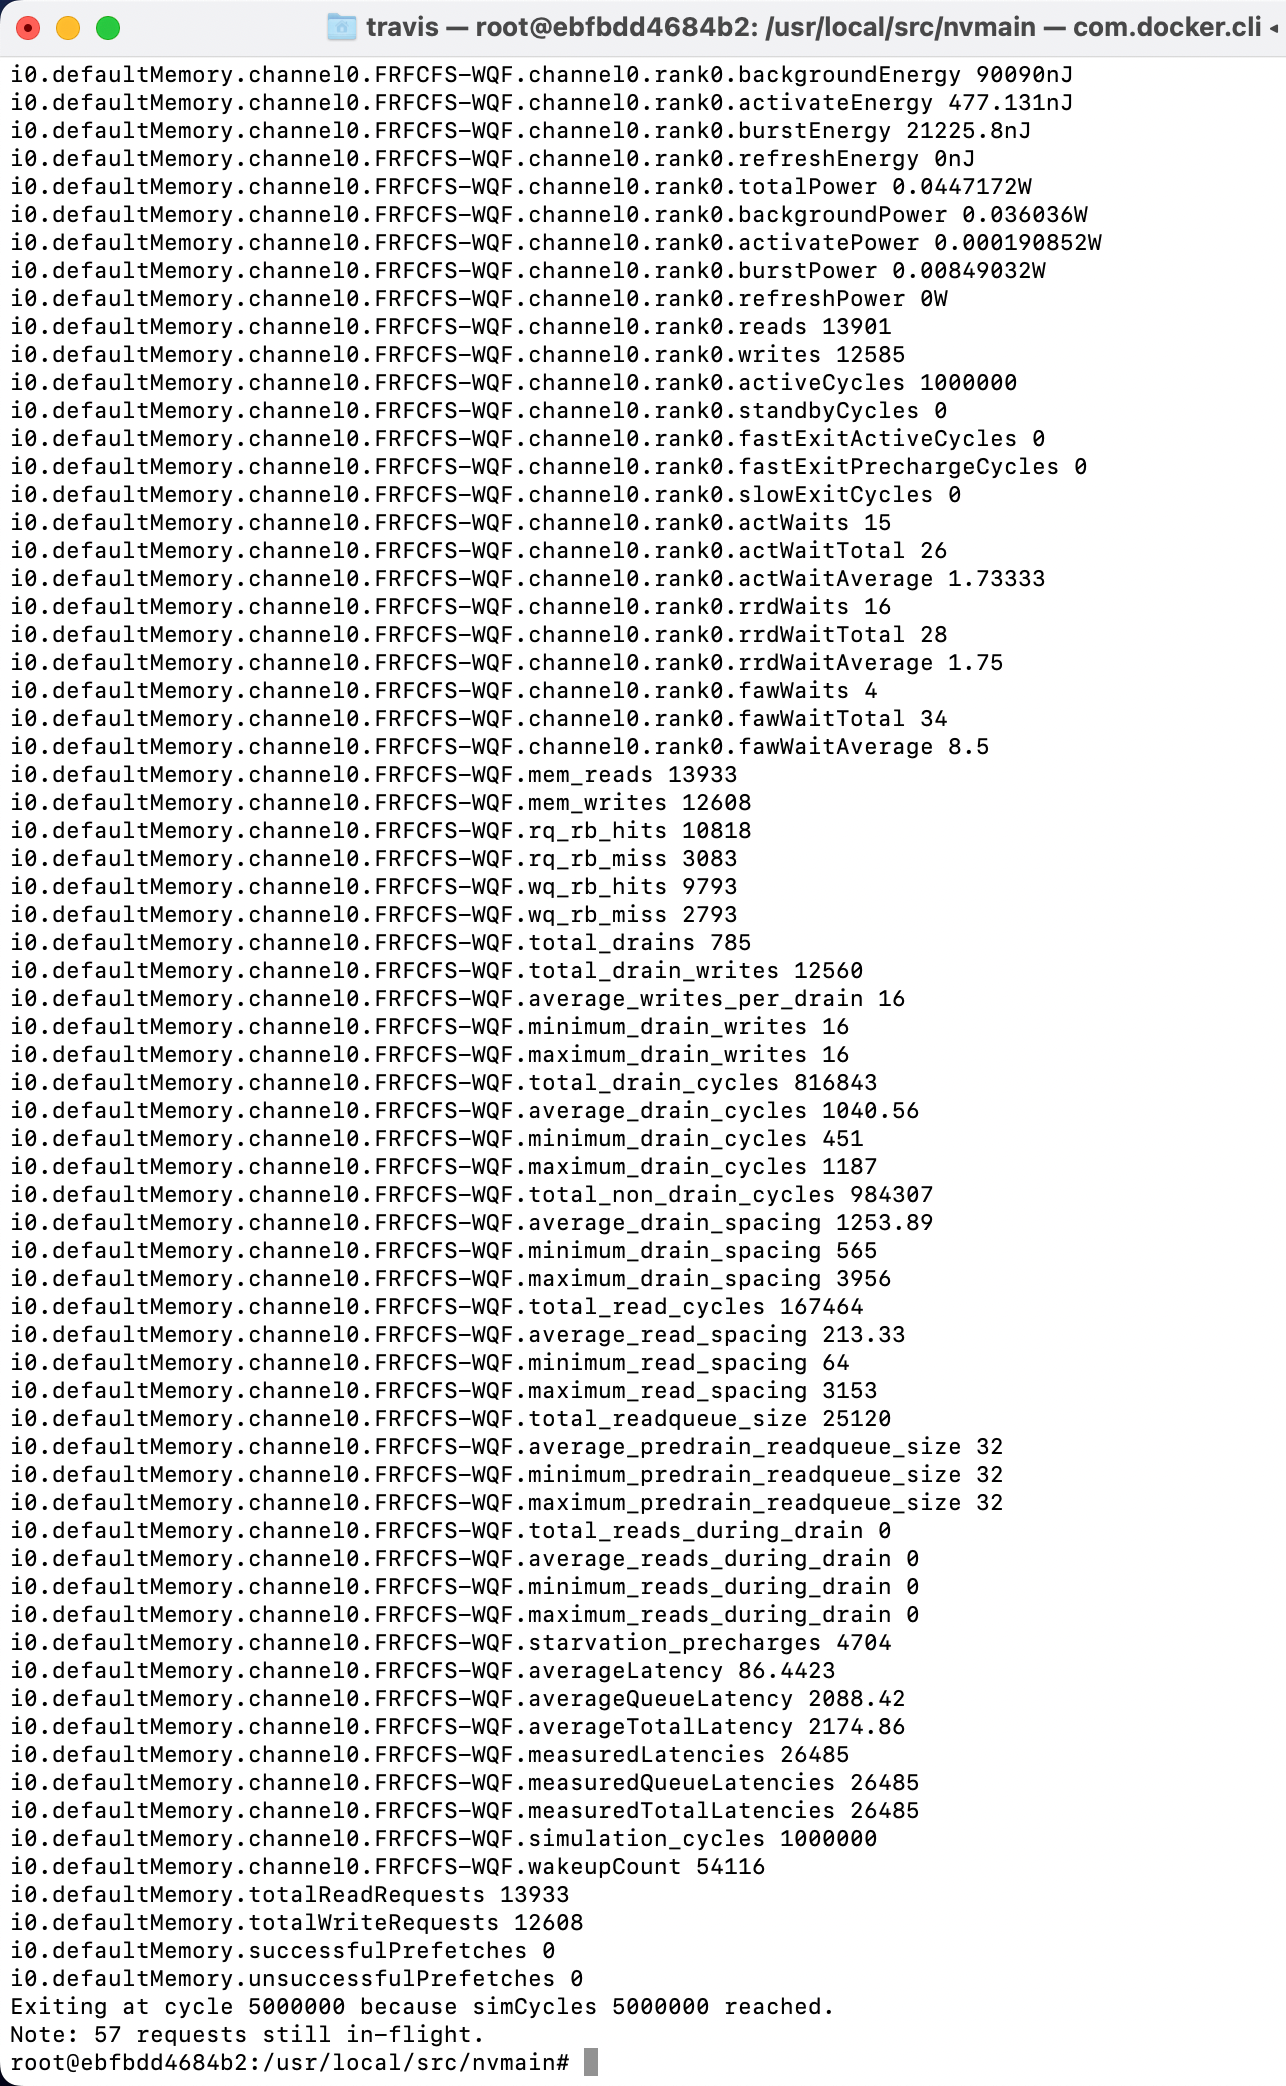 travis — root@ebfbdd4684b2: /usr/local/src/nvmain — com.docker.cli ◂
i0.defaultMemory.channel0.FRFCFS-WQF.channel0.rank0.backgroundEnergy 90090nJ
i0.defaultMemory.channel0.FRFCFS-WQF.channel0.rank0.activateEnergy 477.131nJ
i0.defaultMemory.channel0.FRFCFS-WQF.channel0.rank0.burstEnergy 21225.8nJ
i0.defaultMemory.channel0.FRFCFS-WQF.channel0.rank0.refreshEnergy 0nJ
i0.defaultMemory.channel0.FRFCFS-WQF.channel0.rank0.totalPower 0.0447172W
i0.defaultMemory.channel0.FRFCFS-WQF.channel0.rank0.backgroundPower 0.036036W
i0.defaultMemory.channel0.FRFCFS-WQF.channel0.rank0.activatePower 0.000190852W
i0.defaultMemory.channel0.FRFCFS-WQF.channel0.rank0.burstPower 0.00849032W
i0.defaultMemory.channel0.FRFCFS-WQF.channel0.rank0.refreshPower 0W
i0.defaultMemory.channel0.FRFCFS-WQF.channel0.rank0.reads 13901
i0.defaultMemory.channel0.FRFCFS-WQF.channel0.rank0.writes 12585
i0.defaultMemory.channel0.FRFCFS-WQF.channel0.rank0.activeCycles 1000000
i0.defaultMemory.channel0.FRFCFS-WQF.channel0.rank0.standbyCycles 0
i0.defaultMemory.channel0.FRFCFS-WQF.channel0.rank0.fastExitActiveCycles 0
i0.defaultMemory.channel0.FRFCFS-WQF.channel0.rank0.fastExitPrechargeCycles 0
i0.defaultMemory.channel0.FRFCFS-WQF.channel0.rank0.slowExitCycles 0
i0.defaultMemory.channel0.FRFCFS-WQF.channel0.rank0.actWaits 15
i0.defaultMemory.channel0.FRFCFS-WQF.channel0.rank0.actWaitTotal 26
i0.defaultMemory.channel0.FRFCFS-WQF.channel0.rank0.actWaitAverage 1.73333
i0.defaultMemory.channel0.FRFCFS-WQF.channel0.rank0.rrdWaits 16
i0.defaultMemory.channel0.FRFCFS-WQF.channel0.rank0.rrdWaitTotal 28
i0.defaultMemory.channel0.FRFCFS-WQF.channel0.rank0.rrdWaitAverage 1.75
i0.defaultMemory.channel0.FRFCFS-WQF.channel0.rank0.fawWaits 4
i0.defaultMemory.channel0.FRFCFS-WQF.channel0.rank0.fawWaitTotal 34
i0.defaultMemory.channel0.FRFCFS-WQF.channel0.rank0.fawWaitAverage 8.5
i0.defaultMemory.channel0.FRFCFS-WQF.mem_reads 13933
i0.defaultMemory.channel0.FRFCFS-WQF.mem_writes 12608
i0.defaultMemory.channel0.FRFCFS-WQF.rq_rb_hits 10818
i0.defaultMemory.channel0.FRFCFS-WQF.rq_rb_miss 3083
i0.defaultMemory.channel0.FRFCFS-WQF.wq_rb_hits 9793
i0.defaultMemory.channel0.FRFCFS-WQF.wq_rb_miss 2793
i0.defaultMemory.channel0.FRFCFS-WQF.total_drains 785
i0.defaultMemory.channel0.FRFCFS-WQF.total_drain_writes 12560
i0.defaultMemory.channel0.FRFCFS-WQF.average_writes_per_drain 16
i0.defaultMemory.channel0.FRFCFS-WQF.minimum_drain_writes 16
i0.defaultMemory.channel0.FRFCFS-WQF.maximum_drain_writes 16
i0.defaultMemory.channel0.FRFCFS-WQF.total_drain_cycles 816843
i0.defaultMemory.channel0.FRFCFS-WQF.average_drain_cycles 1040.56
i0.defaultMemory.channel0.FRFCFS-WQF.minimum_drain_cycles 451
i0.defaultMemory.channel0.FRFCFS-WQF.maximum_drain_cycles 1187
i0.defaultMemory.channel0.FRFCFS-WQF.total_non_drain_cycles 984307
i0.defaultMemory.channel0.FRFCFS-WQF.average_drain_spacing 1253.89
i0.defaultMemory.channel0.FRFCFS-WQF.minimum_drain_spacing 565
i0.defaultMemory.channel0.FRFCFS-WQF.maximum_drain_spacing 3956
i0.defaultMemory.channel0.FRFCFS-WQF.total_read_cycles 167464
i0.defaultMemory.channel0.FRFCFS-WQF.average_read_spacing 213.33
i0.defaultMemory.channel0.FRFCFS-WQF.minimum_read_spacing 64
i0.defaultMemory.channel0.FRFCFS-WQF.maximum_read_spacing 3153
i0.defaultMemory.channel0.FRFCFS-WQF.total_readqueue_size 25120
i0.defaultMemory.channel0.FRFCFS-WQF.average_predrain_readqueue_size 32
i0.defaultMemory.channel0.FRFCFS-WQF.minimum_predrain_readqueue_size 32
i0.defaultMemory.channel0.FRFCFS-WQF.maximum_predrain_readqueue_size 32
i0.defaultMemory.channel0.FRFCFS-WQF.total_reads_during_drain 0
i0.defaultMemory.channel0.FRFCFS-WQF.average_reads_during_drain 0
i0.defaultMemory.channel0.FRFCFS-WQF.minimum_reads_during_drain 0
i0.defaultMemory.channel0.FRFCFS-WQF.maximum_reads_during_drain 0
i0.defaultMemory.channel0.FRFCFS-WQF.starvation_precharges 4704
i0.defaultMemory.channel0.FRFCFS-WQF.averageLatency 86.4423
i0.defaultMemory.channel0.FRFCFS-WQF.averageQueueLatency 2088.42
i0.defaultMemory.channel0.FRFCFS-WQF.averageTotalLatency 2174.86
i0.defaultMemory.channel0.FRFCFS-WQF.measuredLatencies 26485
i0.defaultMemory.channel0.FRFCFS-WQF.measuredQueueLatencies 26485
i0.defaultMemory.channel0.FRFCFS-WQF.measuredTotalLatencies 26485
i0.defaultMemory.channel0.FRFCFS-WQF.simulation_cycles 1000000
i0.defaultMemory.channel0.FRFCFS-WQF.wakeupCount 54116
i0.defaultMemory.totalReadRequests 13933
i0.defaultMemory.totalWriteRequests 12608
i0.defaultMemory.successfulPrefetches 0
i0.defaultMemory.unsuccessfulPrefetches 0
Exiting at cycle 5000000 because simCycles 5000000 reached.
Note: 57 requests still in-flight.
root@ebfbdd4684b2:/usr/local/src/nvmain#